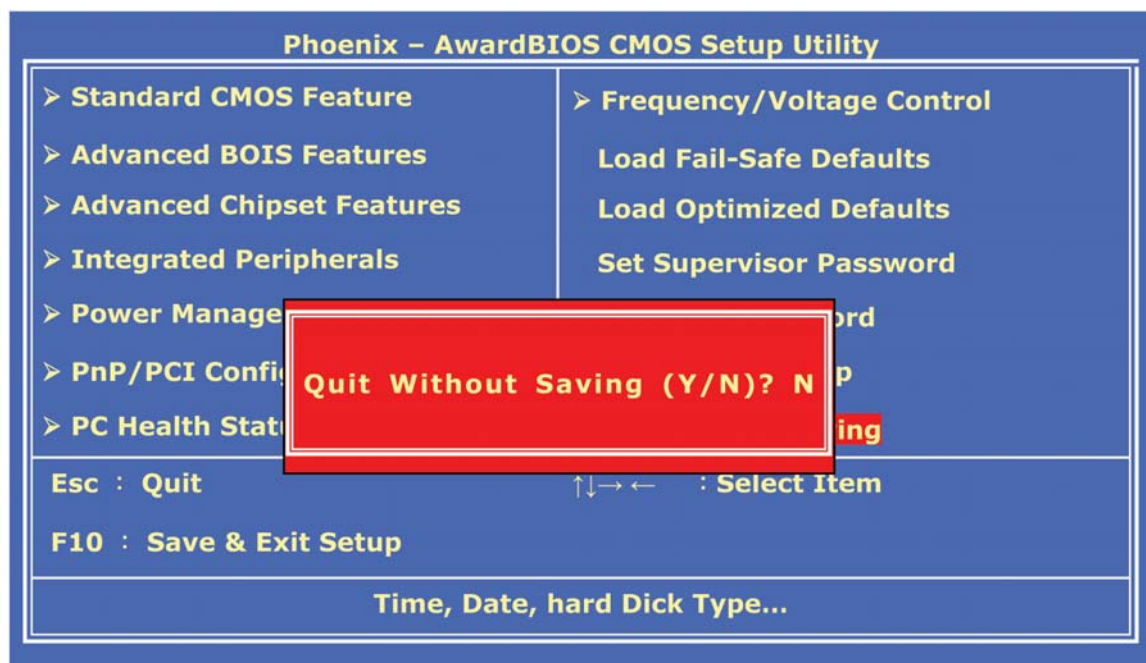 Phoenix – AwardBIOS CMOS Setup Utility
➢ Standard CMOS Feature
➢ Advanced BOIS Features
➢ Advanced Chipset Features
➢ Integrated Peripherals
➢ Power Manage
➢ PnP/PCI Config
➢ PC Health Statu
➢ Frequency/Voltage Control
Load Fail-Safe Defaults
Load Optimized Defaults
Set Supervisor Password
ord
p
ing
Quit Without Saving (Y/N)? N
Esc : Quit
↑↓→ ← : Select Item
F10 : Save & Exit Setup
Time, Date, hard Dick Type...